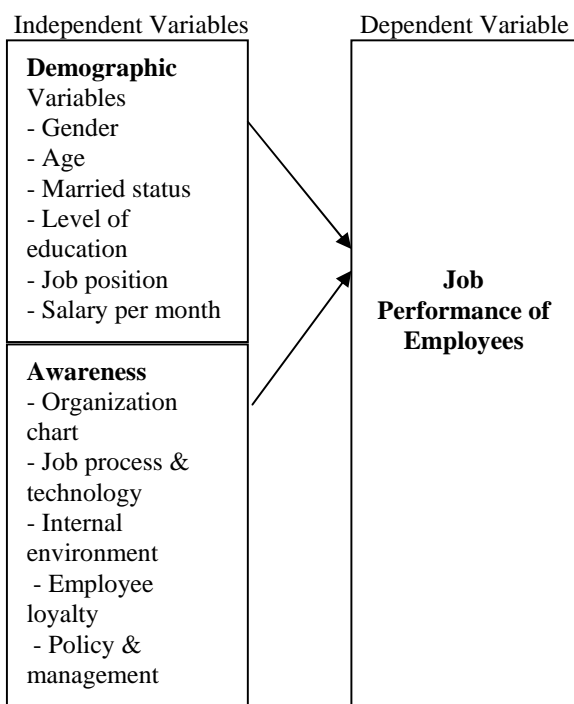 Independent Variables
Demographic
Variables
- Gender
- Age
- Married status
- Level of
education
- Job position
- Salary per month
Awareness
- Organization
chart
- Job process &
technology
- Internal
environment
- Employee
loyalty
- Policy &
management
Dependent Variable
Job
Performance of
Employees